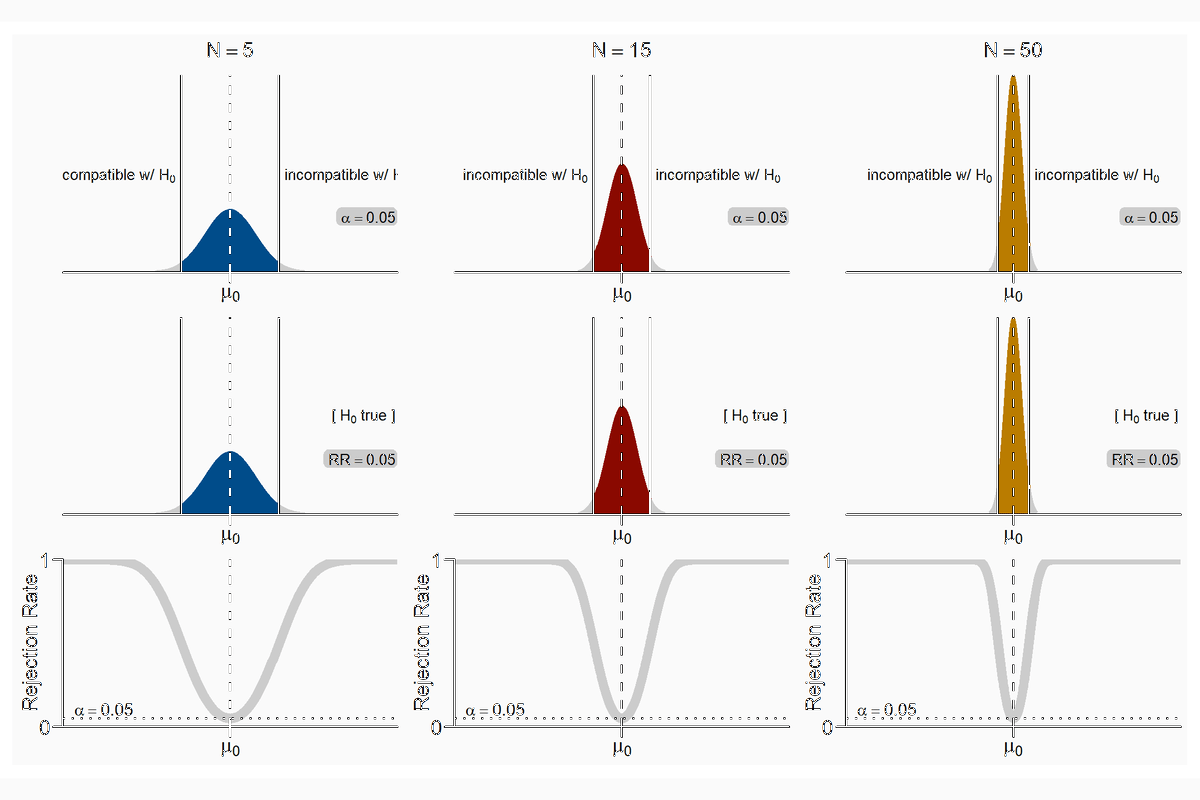 N = 5
N = 15
N = 50
compatible w/ H₀
incompatible w/ H
incompatible w/ H₀
incompatible w/ H₀
incompatible w/ H₀
incompatible w/ H₀
α = 0.05
α = 0.05
α = 0.05
μ₀
μ₀
μ₀
[ H₀ true ]
[ H₀ true ]
[ H₀ true ]
RR = 0.05
RR = 0.05
RR = 0.05
μ₀
μ₀
μ₀
Rejection Rate
1
0
α = 0.05
μ₀
Rejection Rate
1
0
α = 0.05
μ₀
Rejection Rate
1
0
α = 0.05
μ₀